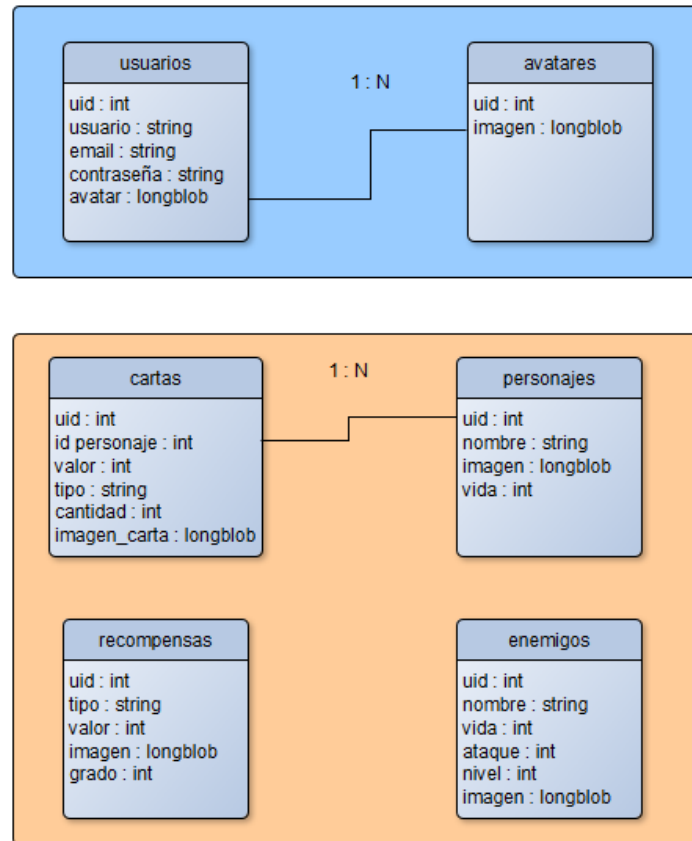 usuarios
uid : int
usuario : string
email : string
contraseña : string
avatar : longblob
1 : N
avatares
uid : int
imagen : longblob
cartas
uid : int
id personaje : int
valor : int
tipo : string
cantidad : int
imagen_carta : longblob
1 : N
personajes
uid : int
nombre : string
imagen : longblob
vida : int
recompensas
uid : int
tipo : string
valor : int
imagen : longblob
grado : int
enemigos
uid : int
nombre : string
vida : int
ataque : int
nivel : int
imagen : longblob